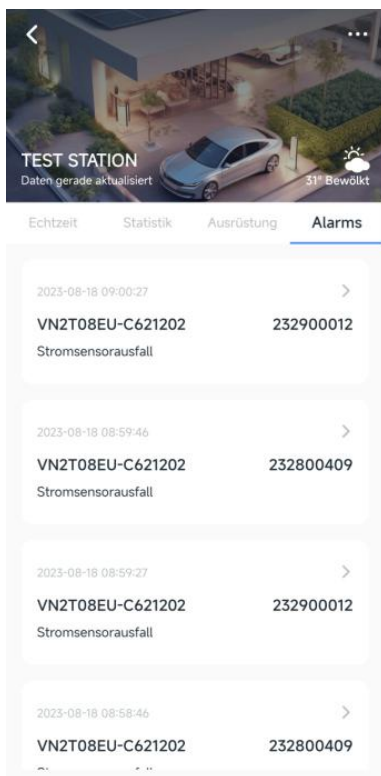 TEST STATION
Daten gerade aktualisiert
31° Bewölkt
Echtzeit Statistik Ausrüstung Alarms
2023-08-18 09:00:27
VN2T08EU-C621202 232900012
Stromsensorausfall
2023-08-18 08:59:46
VN2T08EU-C621202 232800409
Stromsensorausfall
2023-08-18 08:59:27
VN2T08EU-C621202 232900012
Stromsensorausfall
2023-08-18 08:58:46
VN2T08EU-C621202 232800409